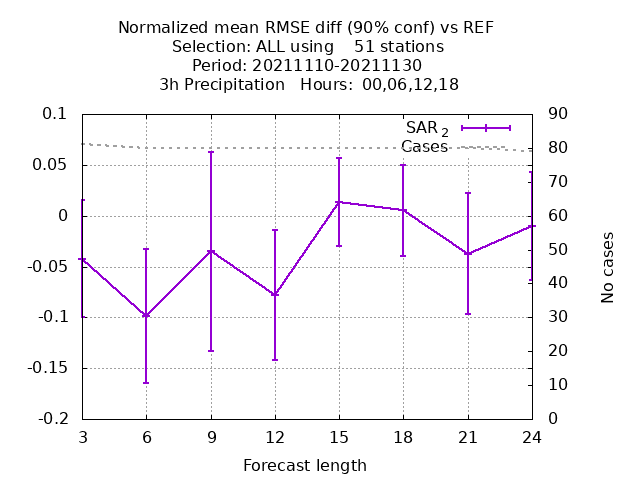 Normalized mean RMSE diff (90% conf) vs REF
Selection: ALL using    51 stations
Period: 20211110-20211130
3h Precipitation   Hours:  00,06,12,18
SAR 2
Cases
0.1
0.05
0
-0.05
-0.1
-0.15
-0.2
90
80
70
60
50
40
30
20
10
0
No cases
3 6 9 12 15 18 21 24
Forecast length